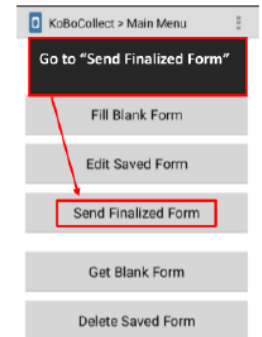 KoBoCollect > Main Menu
Go to “Send Finalized Form”
Fill Blank Form
Edit Saved Form
Send Finalized Form
Get Blank Form
Delete Saved Form